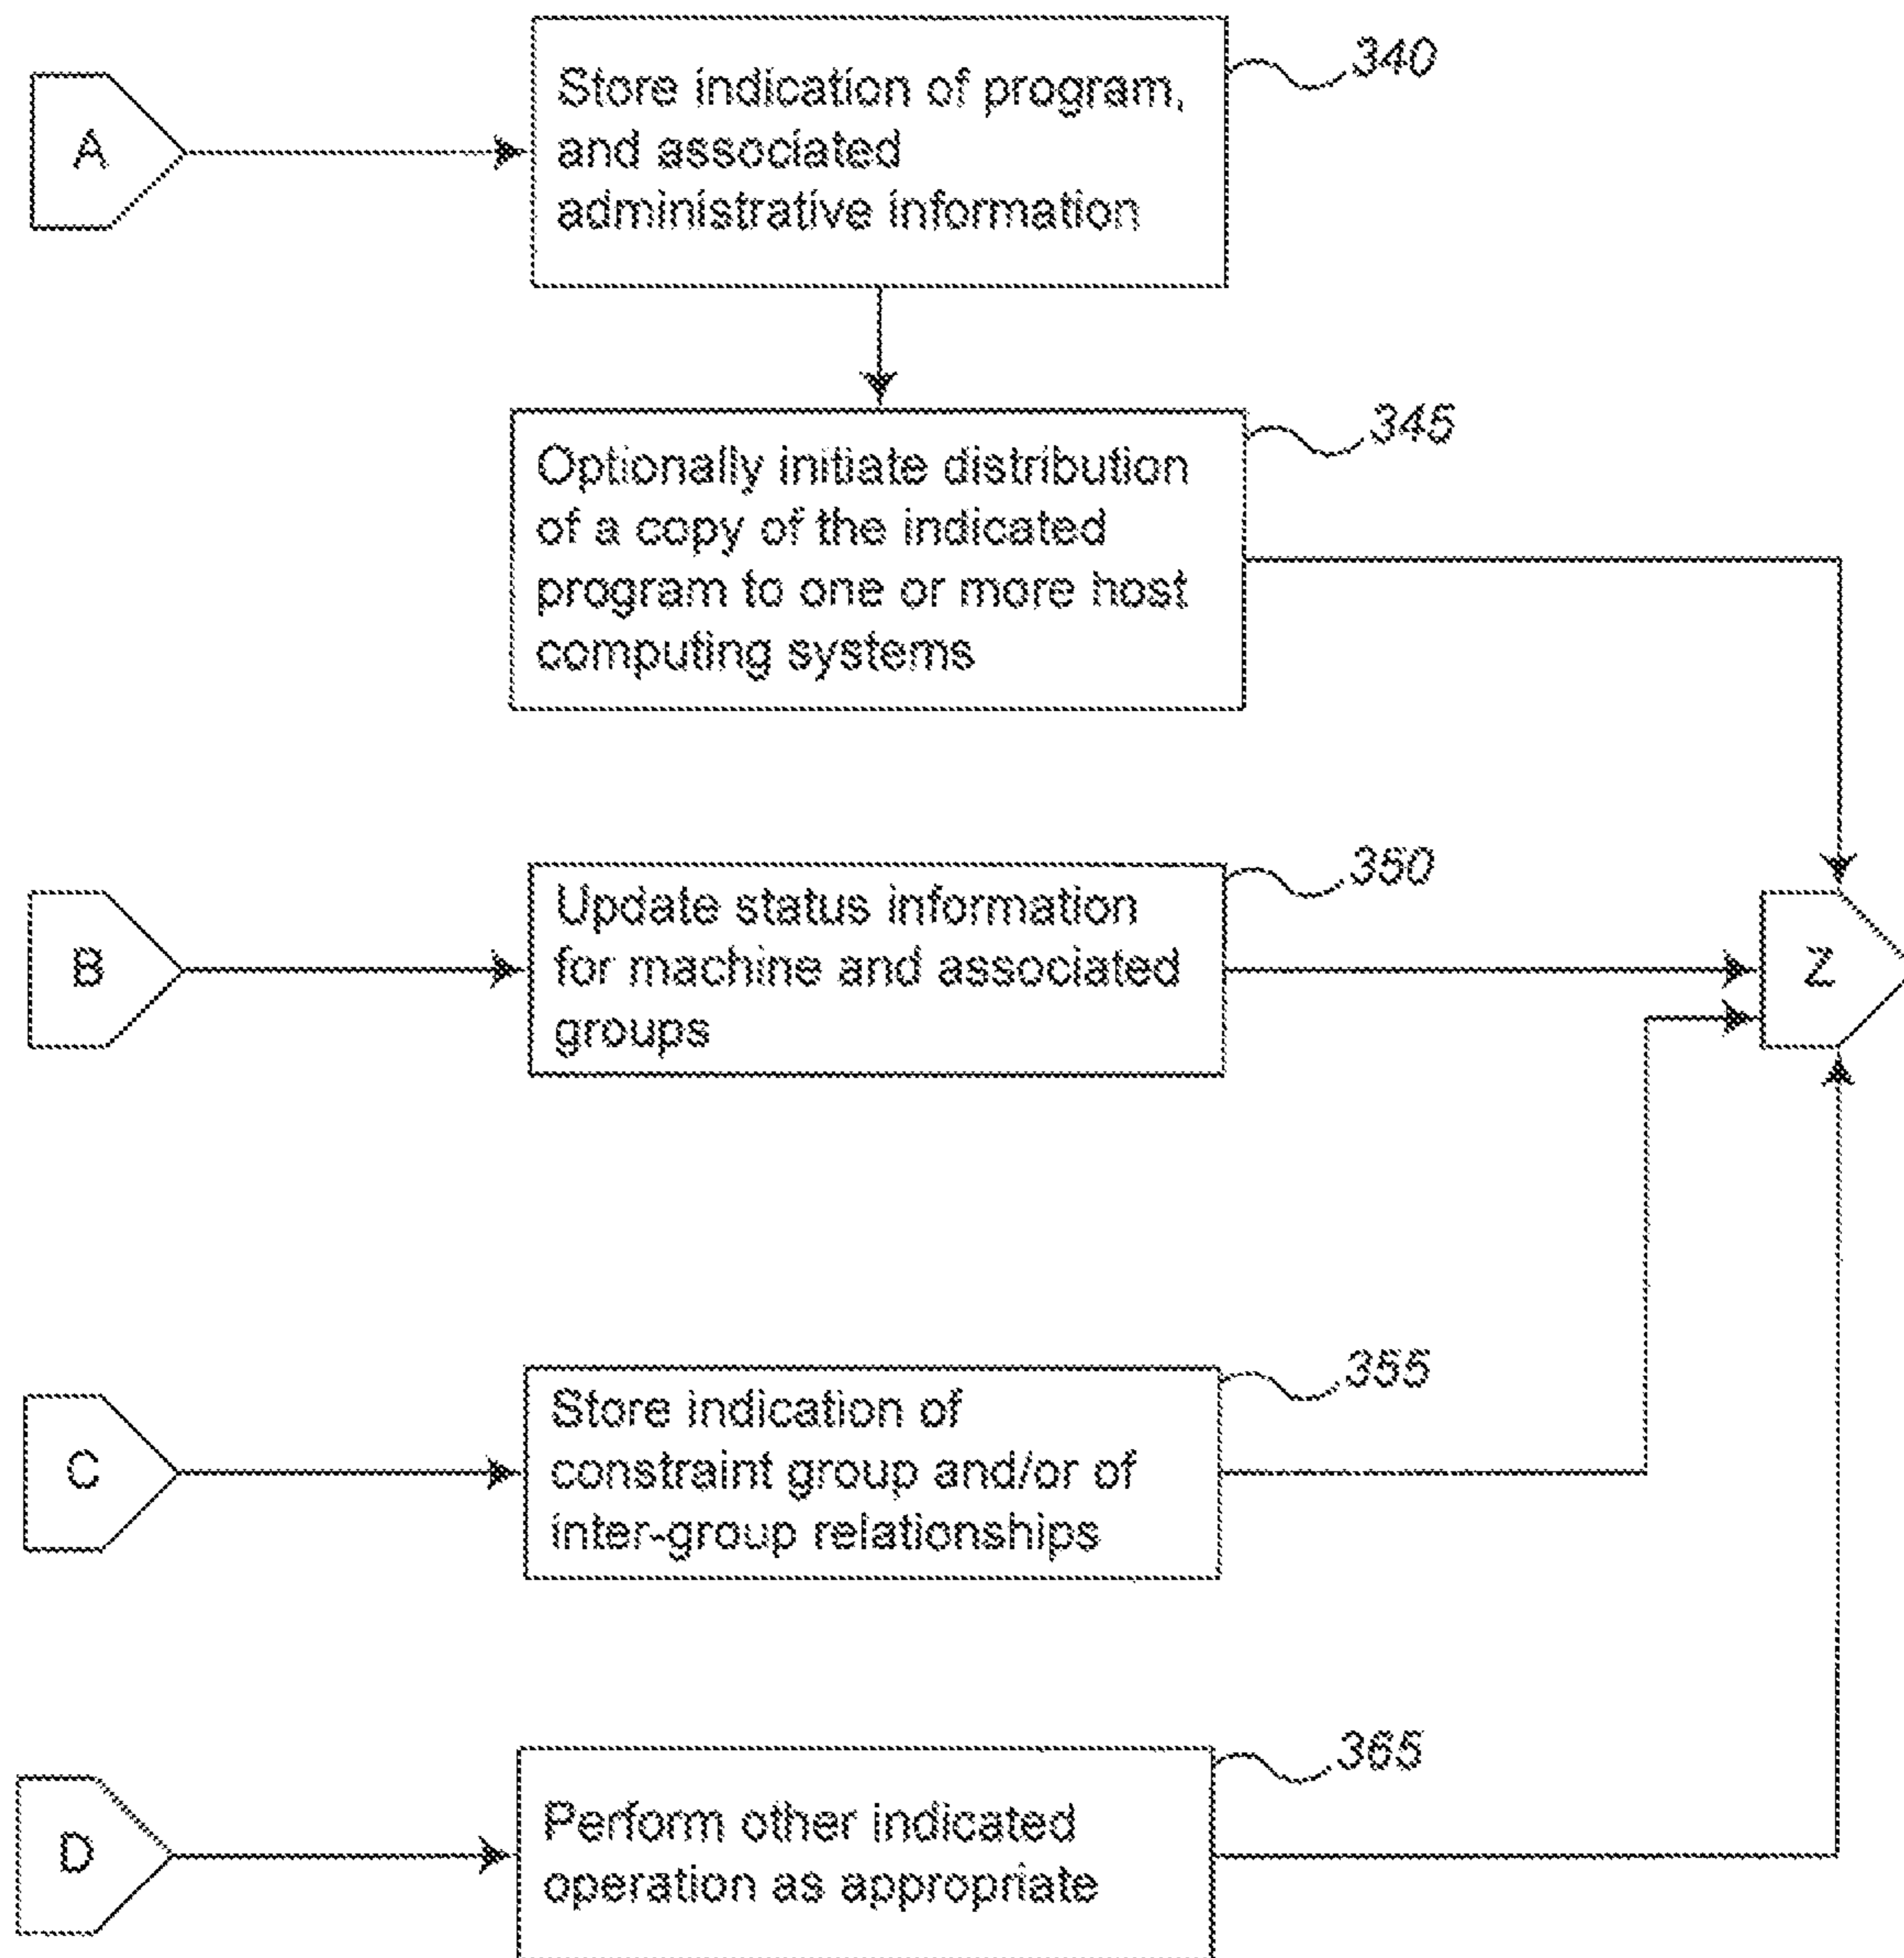 A
Store indication of program,
and associated
administrative information
340
Optionally initiate distribution
of a copy of the indicated
program to one or more host
computing systems
345
B
Update status information
for machine and associated
groups
350
Z
C
Store indication of
constraint group and/or of
inter-group relationships
355
D
Perform other indicated
operation as appropriate
365